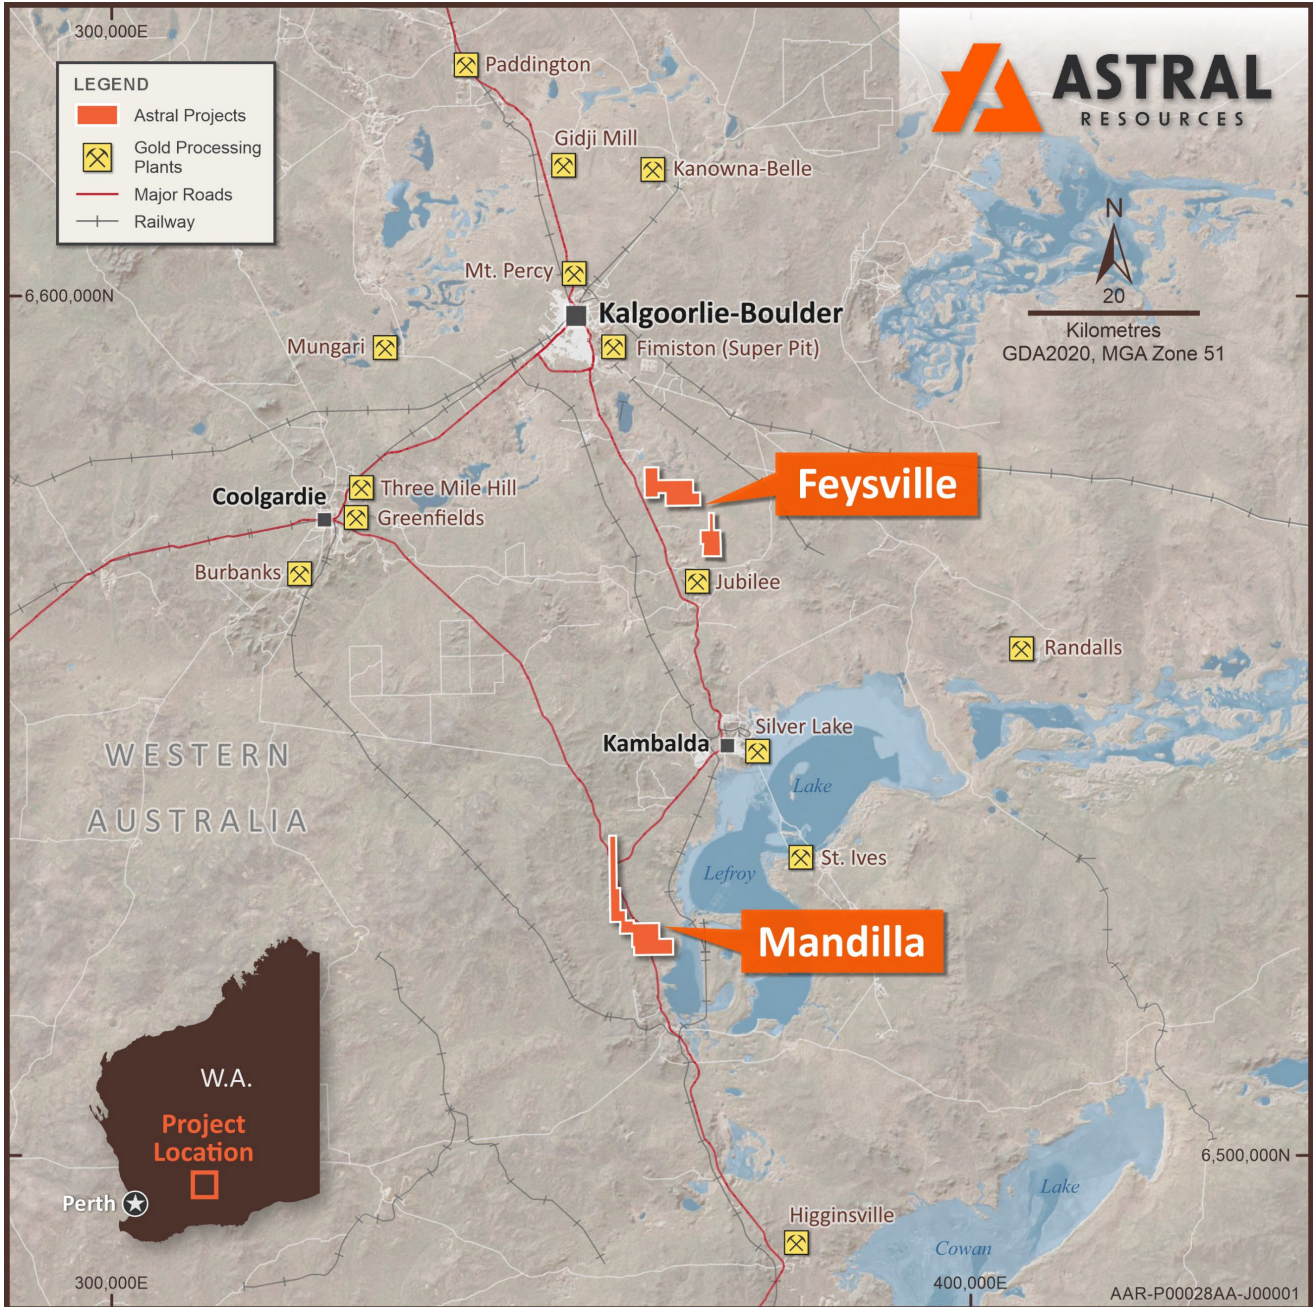 300,000E
ASTRAL
RESOURCES
LEGEND
Astral Projects
Gold Processing
Plants
Major Roads
Railway
Paddington
Gidji Mill
Kanowna-Belle
N
20
Kilometres
GDA2020, MGA Zone 51
Mt. Percy
6,600,000N
Kalgoorlie-Boulder
Mungari
Fimiston (Super Pit)
Feysville
Three Mile Hill
Coolgardie
Greenfields
Burbanks
Jubilee
Randalls
Silver Lake
Kambalda
WESTERN
AUSTRALIA
Lake
Lefroy
St. Ives
Mandilla
W.A.
Project
Location
Perth
6,500,000N
Lake
Cowan
Higginsville
300,000E
400,000E
AAR-P00028AA-J00001